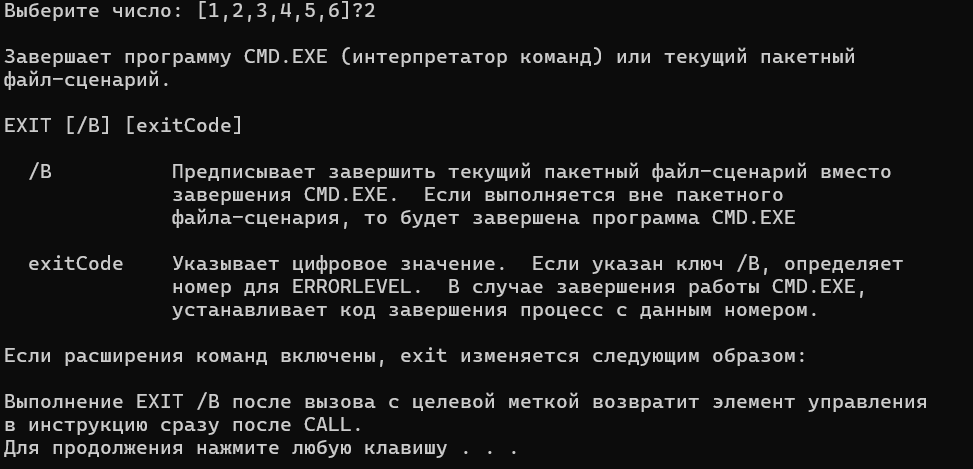 Выберите число: [1,2,3,4,5,6]?2
Завершает программу CMD.EXE (интерпретатор команд) или текущий пакетный
файл-сценарий.
EXIT [/B] [exitCode]
/B Предписывает завершить текущий пакетный файл-сценарий вместо
завершения CMD.EXE. Если выполняется вне пакетного
файла-сценария, то будет завершена программа CMD.EXE
exitCode Указывает цифровое значение. Если указан ключ /B, определяет
номер для ERRORLEVEL. В случае завершения работы CMD.EXE,
устанавливает код завершения процесс с данным номером.
Если расширения команд включены, exit изменяется следующим образом:
Выполнение EXIT /B после вызова с целевой меткой возвратит элемент управления
в инструкцию сразу после CALL.
Для продолжения нажмите любую клавишу . . .